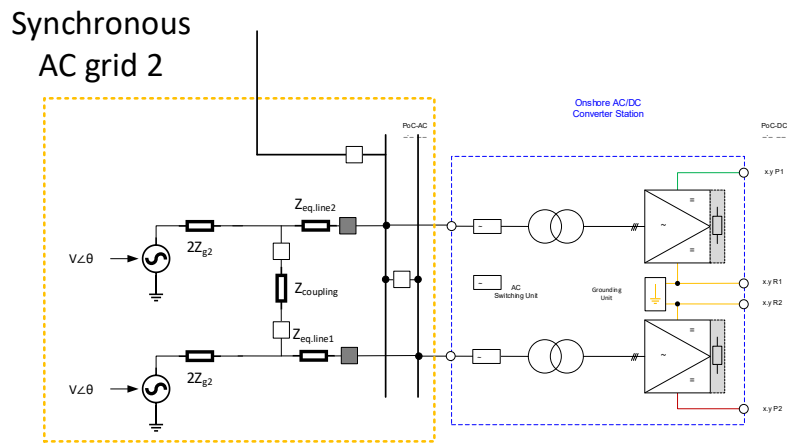 Synchronous
AC grid 2
Onshore AC/DC
Converter Station
PoC-AC
PoC-DC
x.y P1
Zeq.line2
2Zg2
V∠θ
~
=
=
-
Zcoupling
-
AC
Switching Unit
Grounding
Unit
x.y R1
x.y R2
Zeq.line1
2Zg2
V∠θ
-
~
=
=
x.y P2